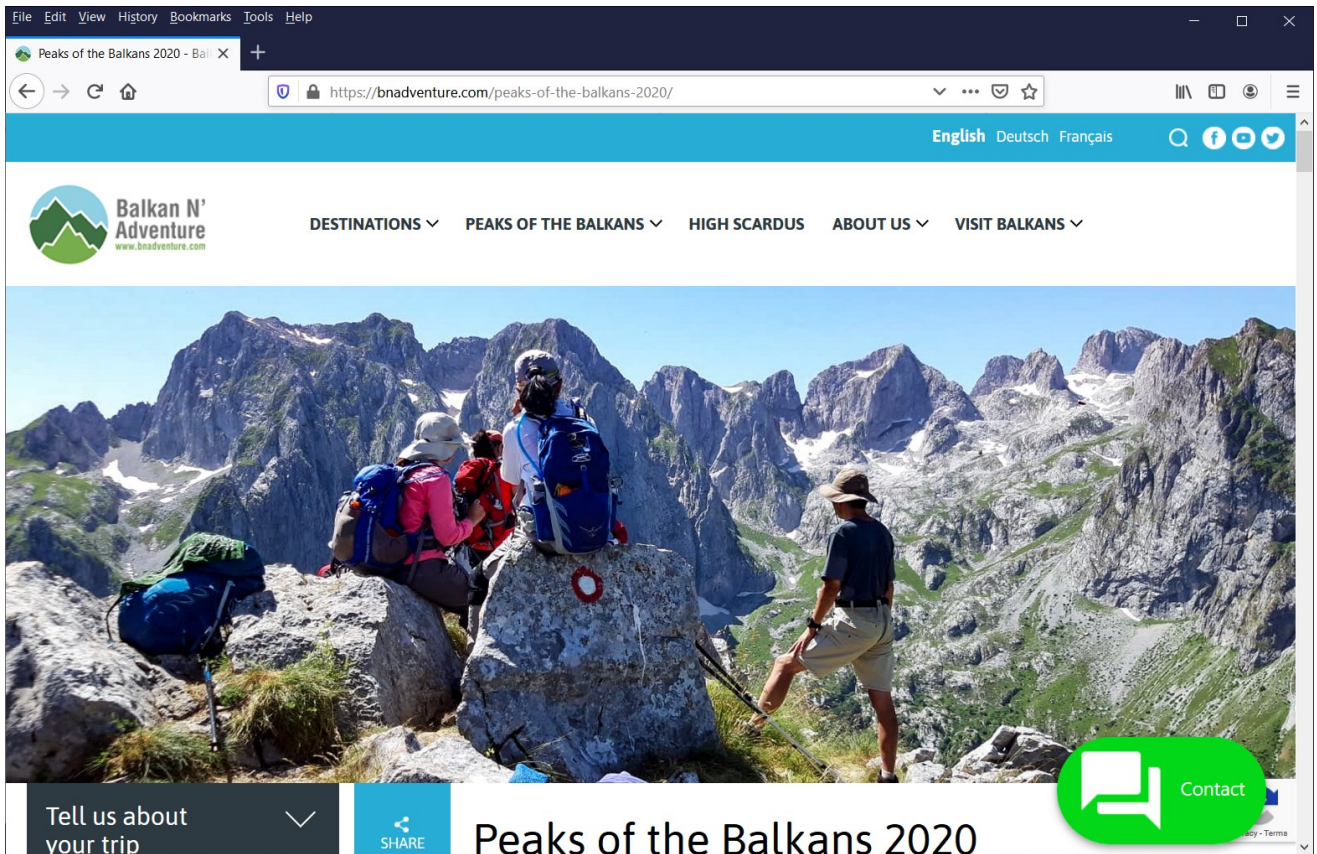 File Edit View History Bookmarks Tools Help
Peaks of the Balkans 2020 - Bal
https://bnadventure.com/peaks-of-the-balkans-2020/
English Deutsch Français
Balkan N'
Adventure
www.bnadventure.com
DESTINATIONS PEAKS OF THE BALKANS HIGH SCARDUS ABOUT US VISIT BALKANS
Tell us about
your trip
SHARE
Peaks of the Balkans 2020
Contact
- Terms